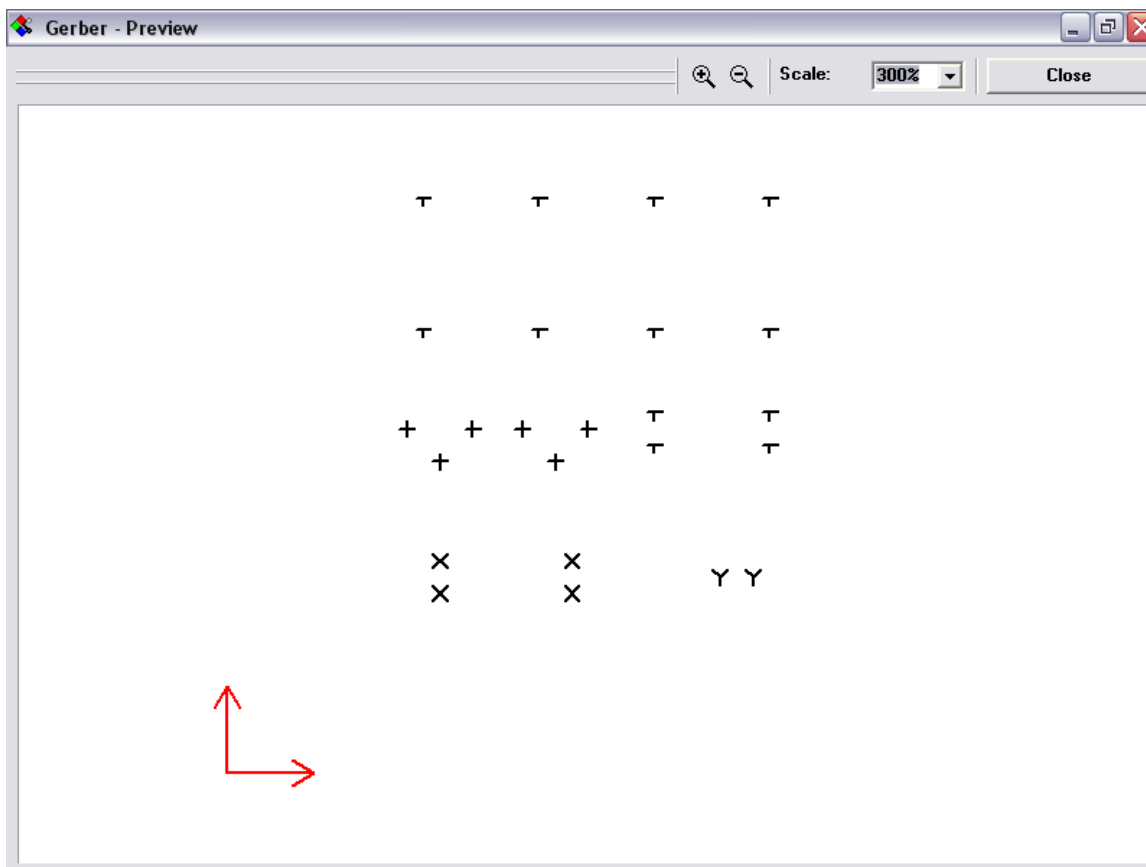 Gerber - Preview
Scale: 300% Close
T T T T
T T T T
T T
+ + + +
T T
+ +
X X
Y Y
X X